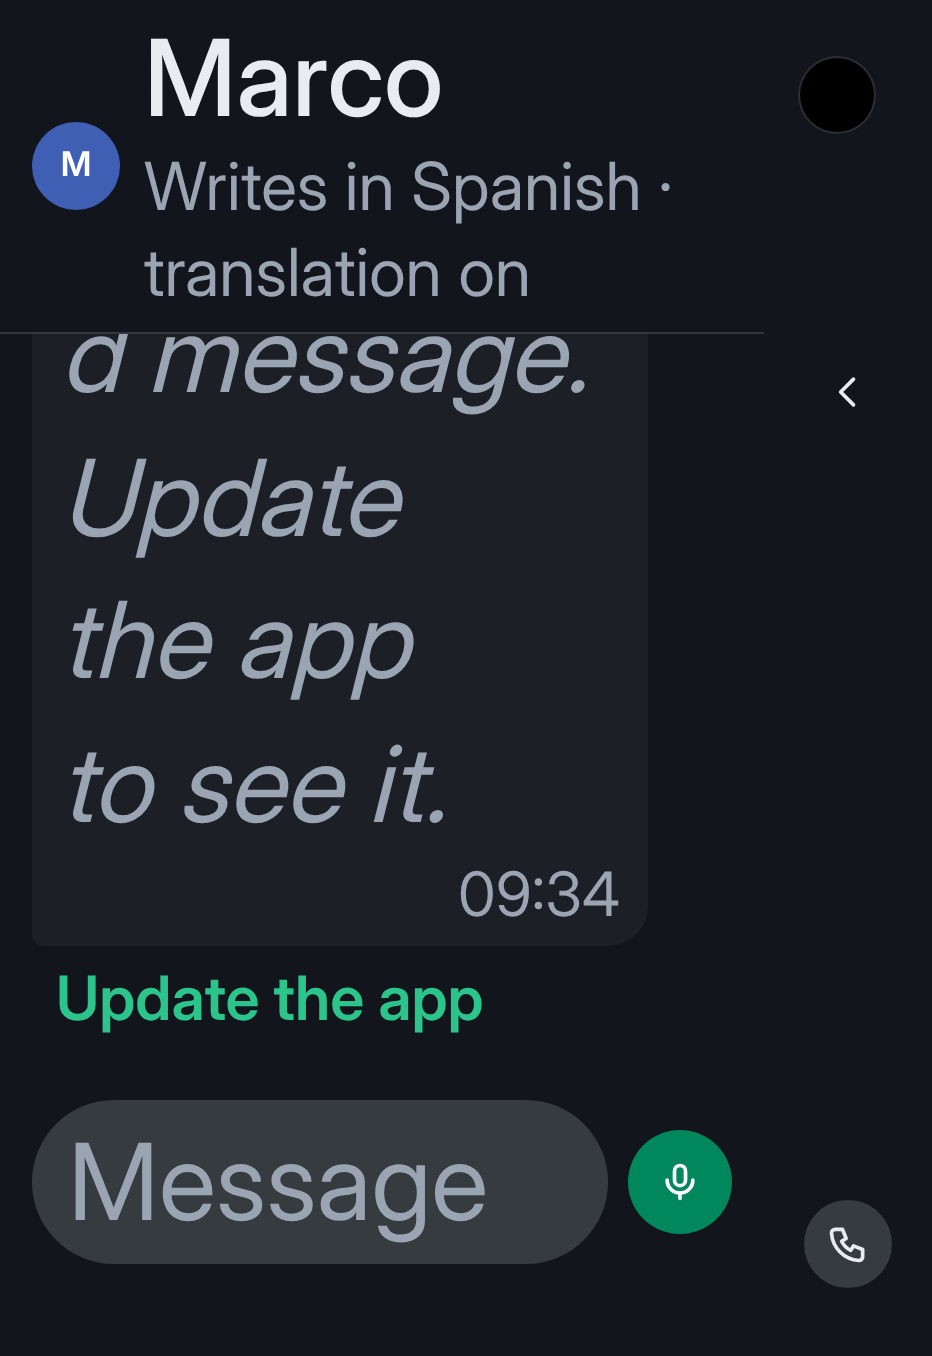 Marco
M
Writes in Spanish ·
translation on
d message.
Update
the app
to see it.
09:34
Update the app
Message